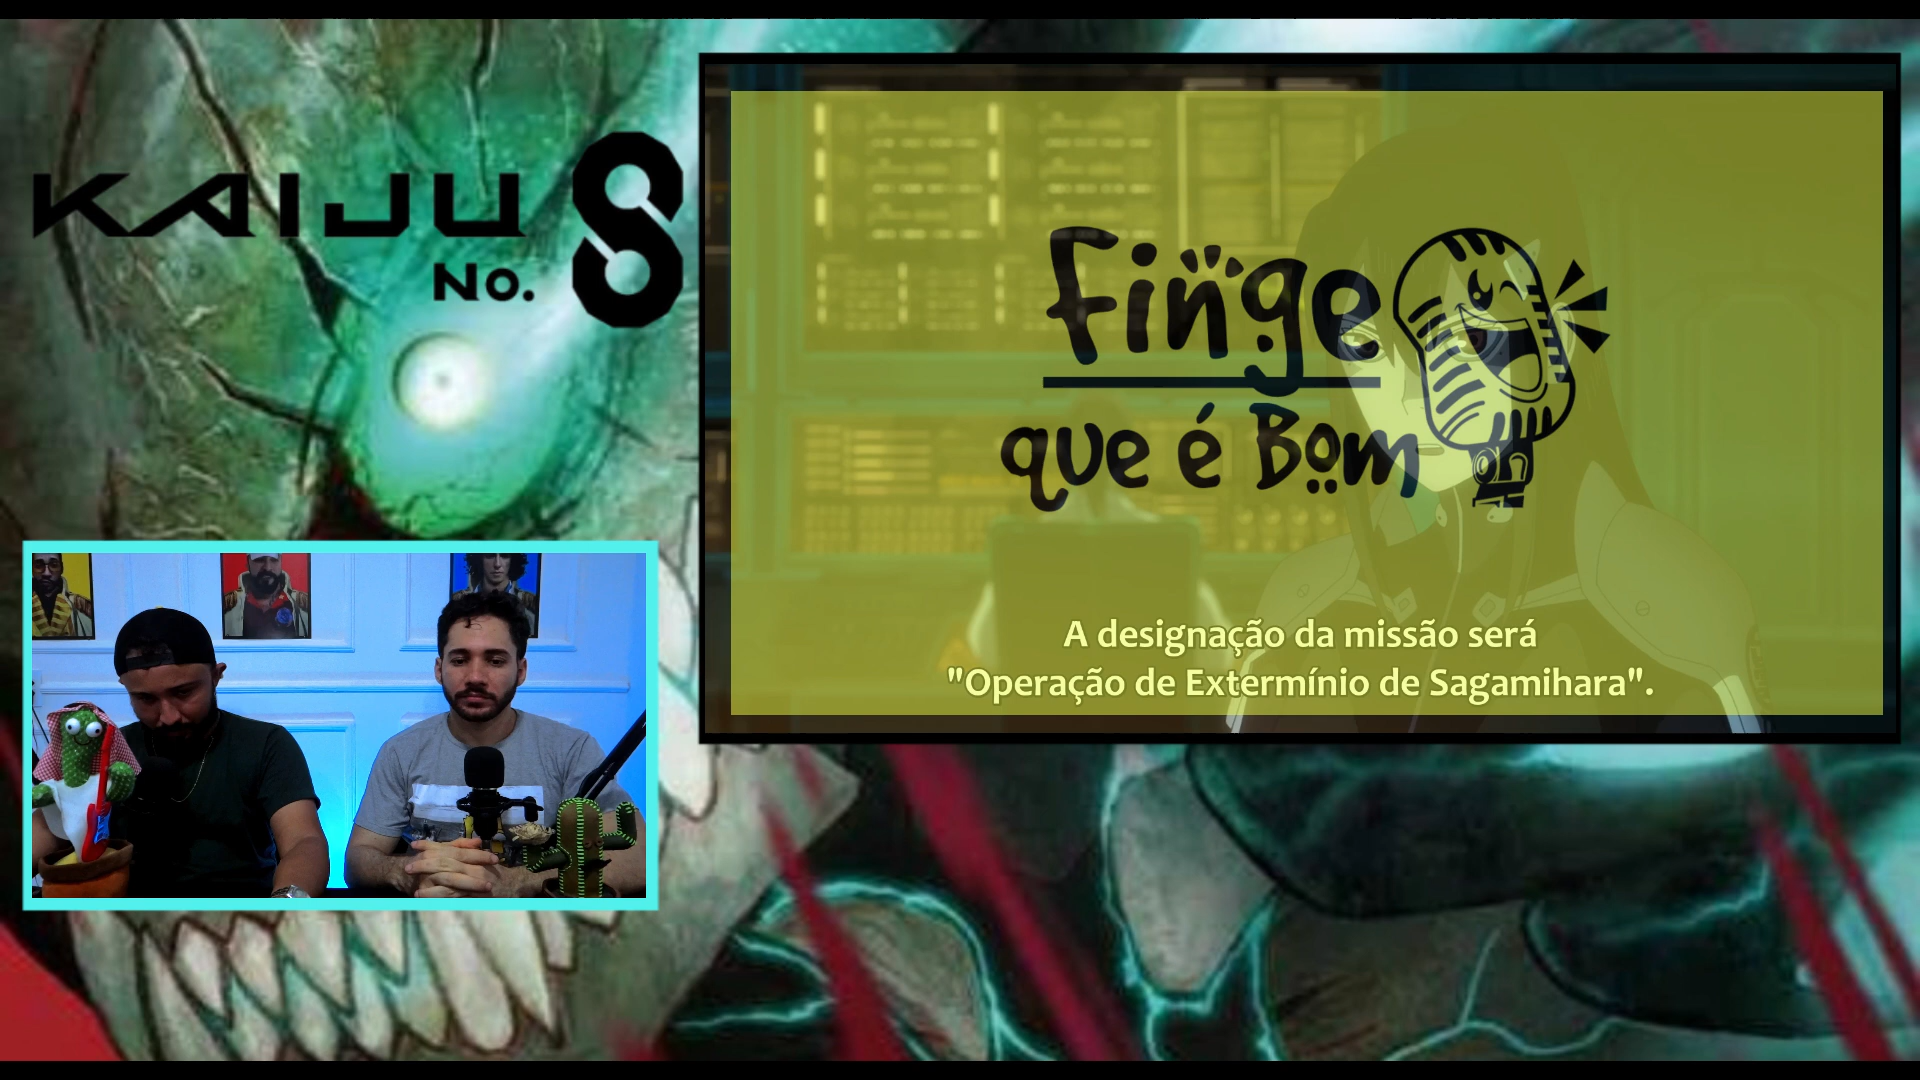 KAIJU
No. 8
Finge
que é Bom
A designação da missão será
"Operação de Extermínio de Sagamihara".